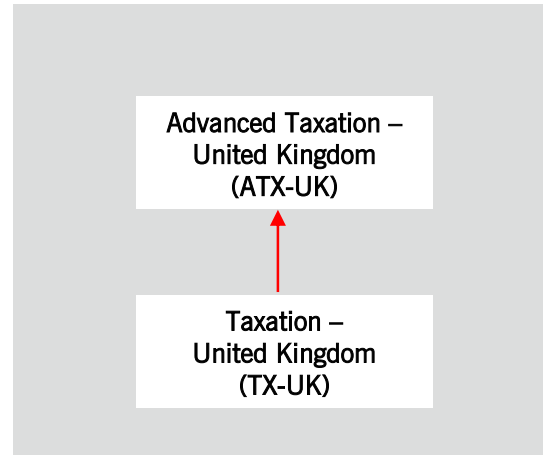 Advanced Taxation –
United Kingdom
(ATX-UK)
Taxation –
United Kingdom
(TX-UK)